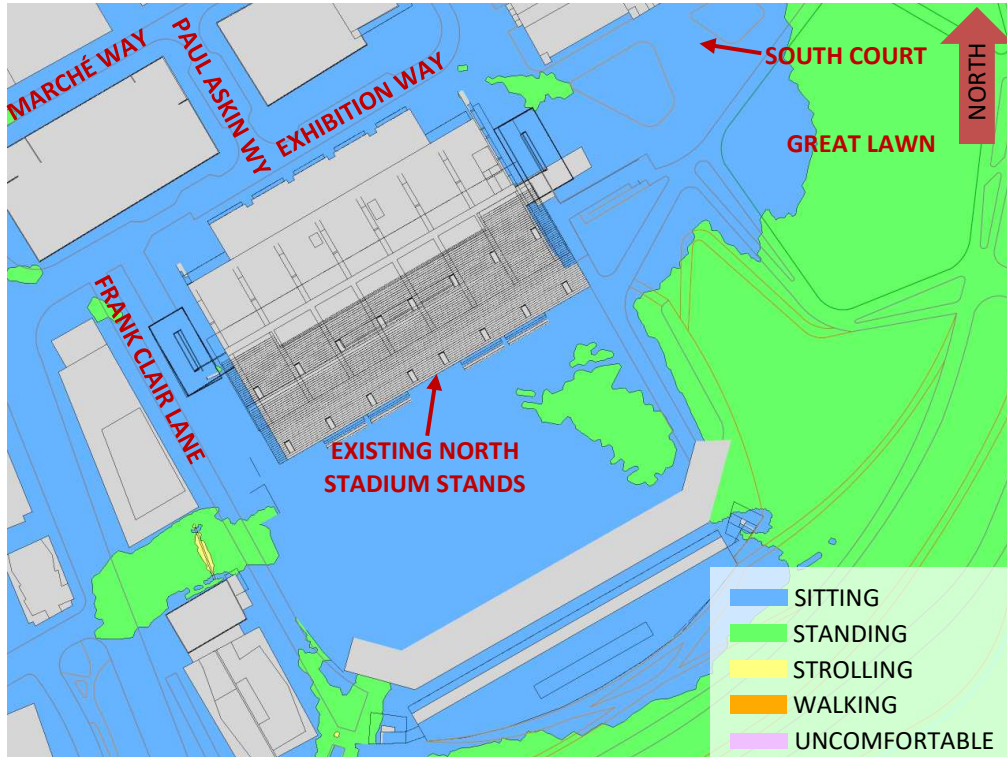 MARCHÉ WAY
PAUL ASKIN WY
EXHIBITION WAY
SOUTH COURT
NORTH
GREAT LAWN
FRANK CLAIR LANE
EXISTING NORTH
STADIUM STANDS
SITTING
STANDING
STROLLING
WALKING
UNCOMFORTABLE